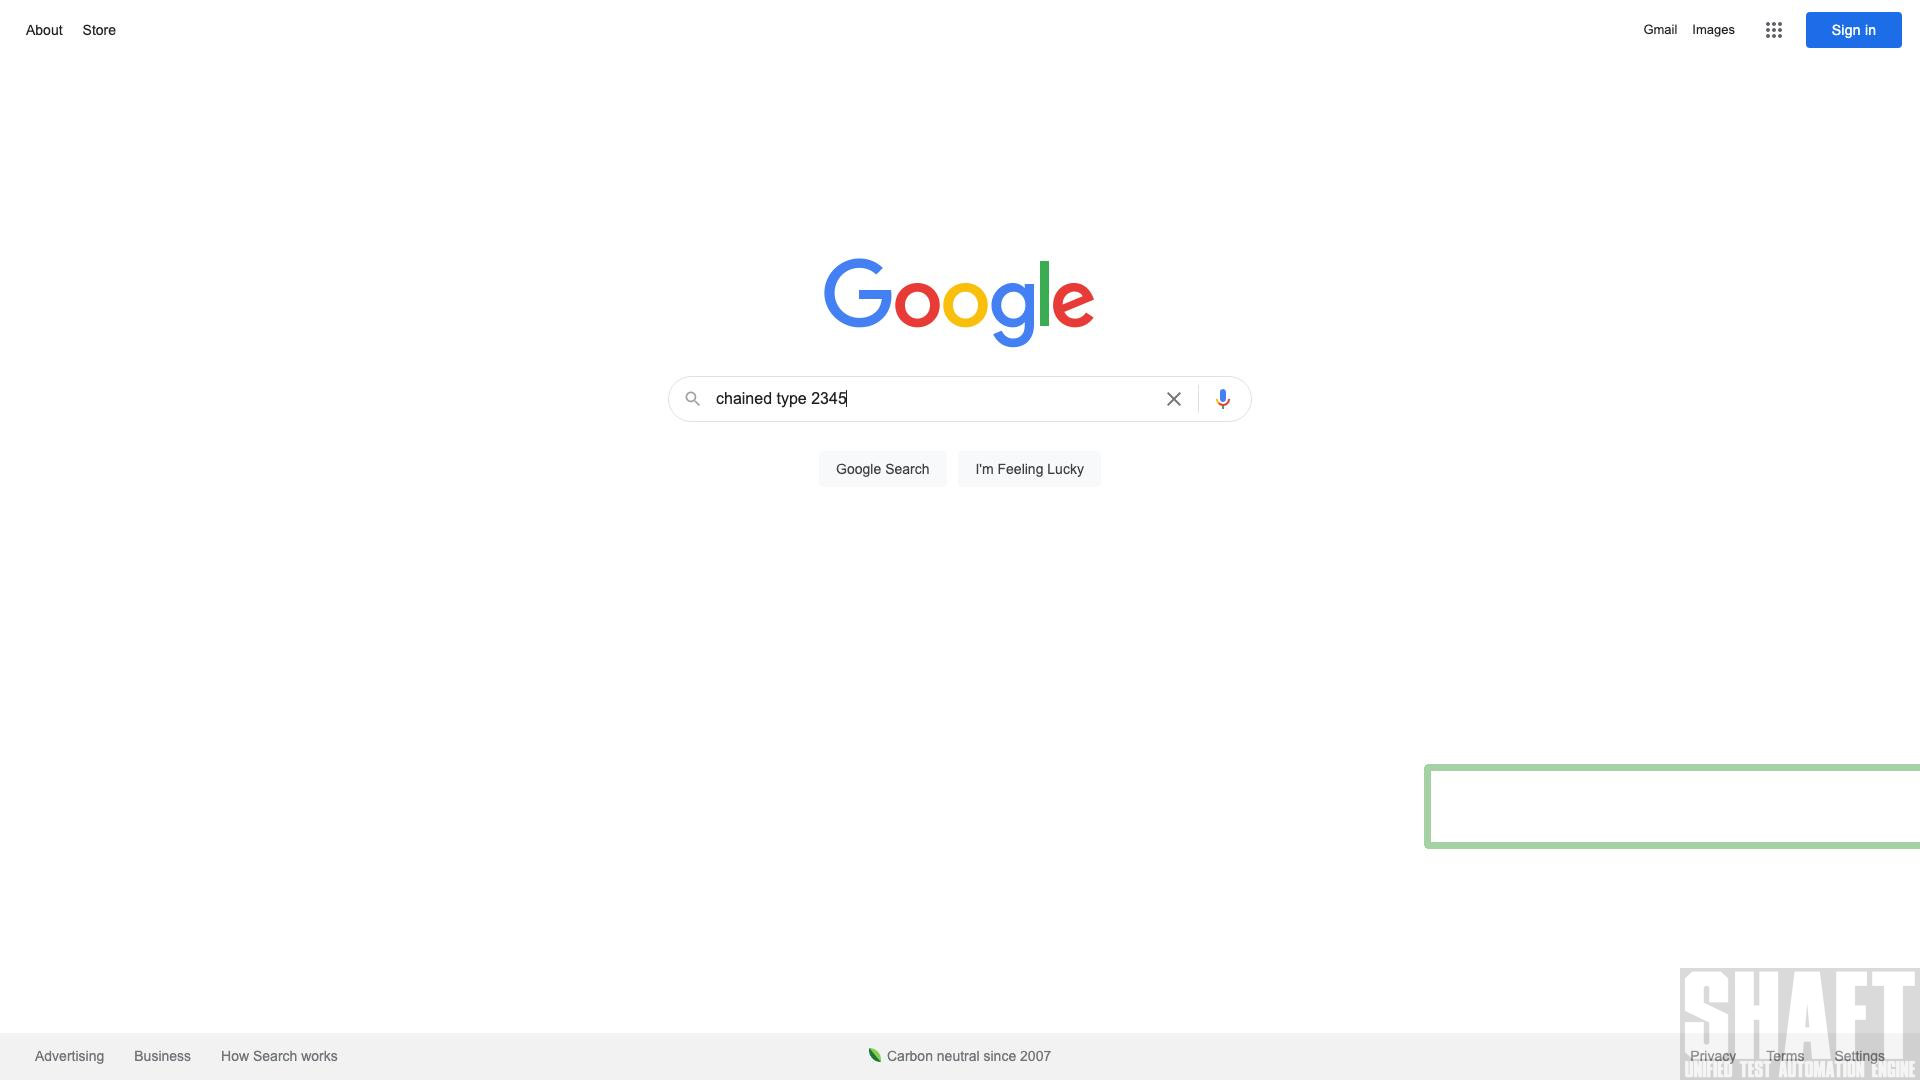 About Store
Gmail Images Sign in
Google
chained type 2345
Google Search I'm Feeling Lucky
SHAFT
Advertising Business How Search works Carbon neutral since 2007 Privacy Terms Settings
UNIFIED TEST AUTOMATION ENGINE